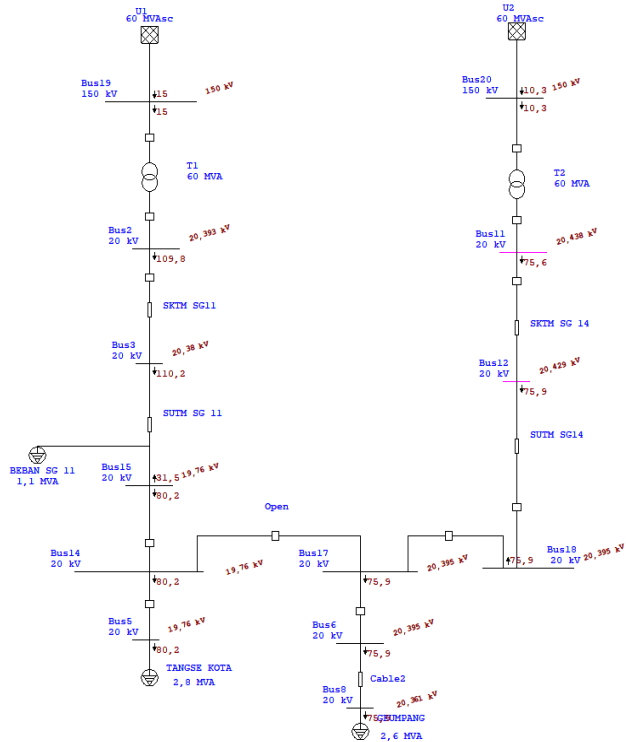 U1
60 MVAsc
Bus19
150 kV
15
15
150 kV
T1
60 MVA
Bus2
20 kV
20,393 kV
109,8
SKTM SG11
Bus3
20 kV
20,38 kV
110,2
SUTM SG 11
BEBAN SG 11
1,1 MVA
Bus15
20 kV
31,5
80,2
19,76 kV
Bus14
20 kV
80,2
19,76 kV
Bus5
20 kV
80,2
19,76 kV
TANGSE KOTA
2,8 MVA
Open
Bus17
20 kV
75,9
20,395 kV
Bus6
20 kV
75,9
20,395 kV
Cable2
Bus8
20 kV
20,361 kV
2,6 MVA
U2
60 MVAsc
Bus20
150 kV
10,3
10,3
150 kV
T2
60 MVA
Bus11
20 kV
20,438 kV
75,6
SKTM SG 14
Bus12
20 kV
20,429 kV
75,9
SUTM SG14
75,9
Bus18
20 kV
20,395 kV